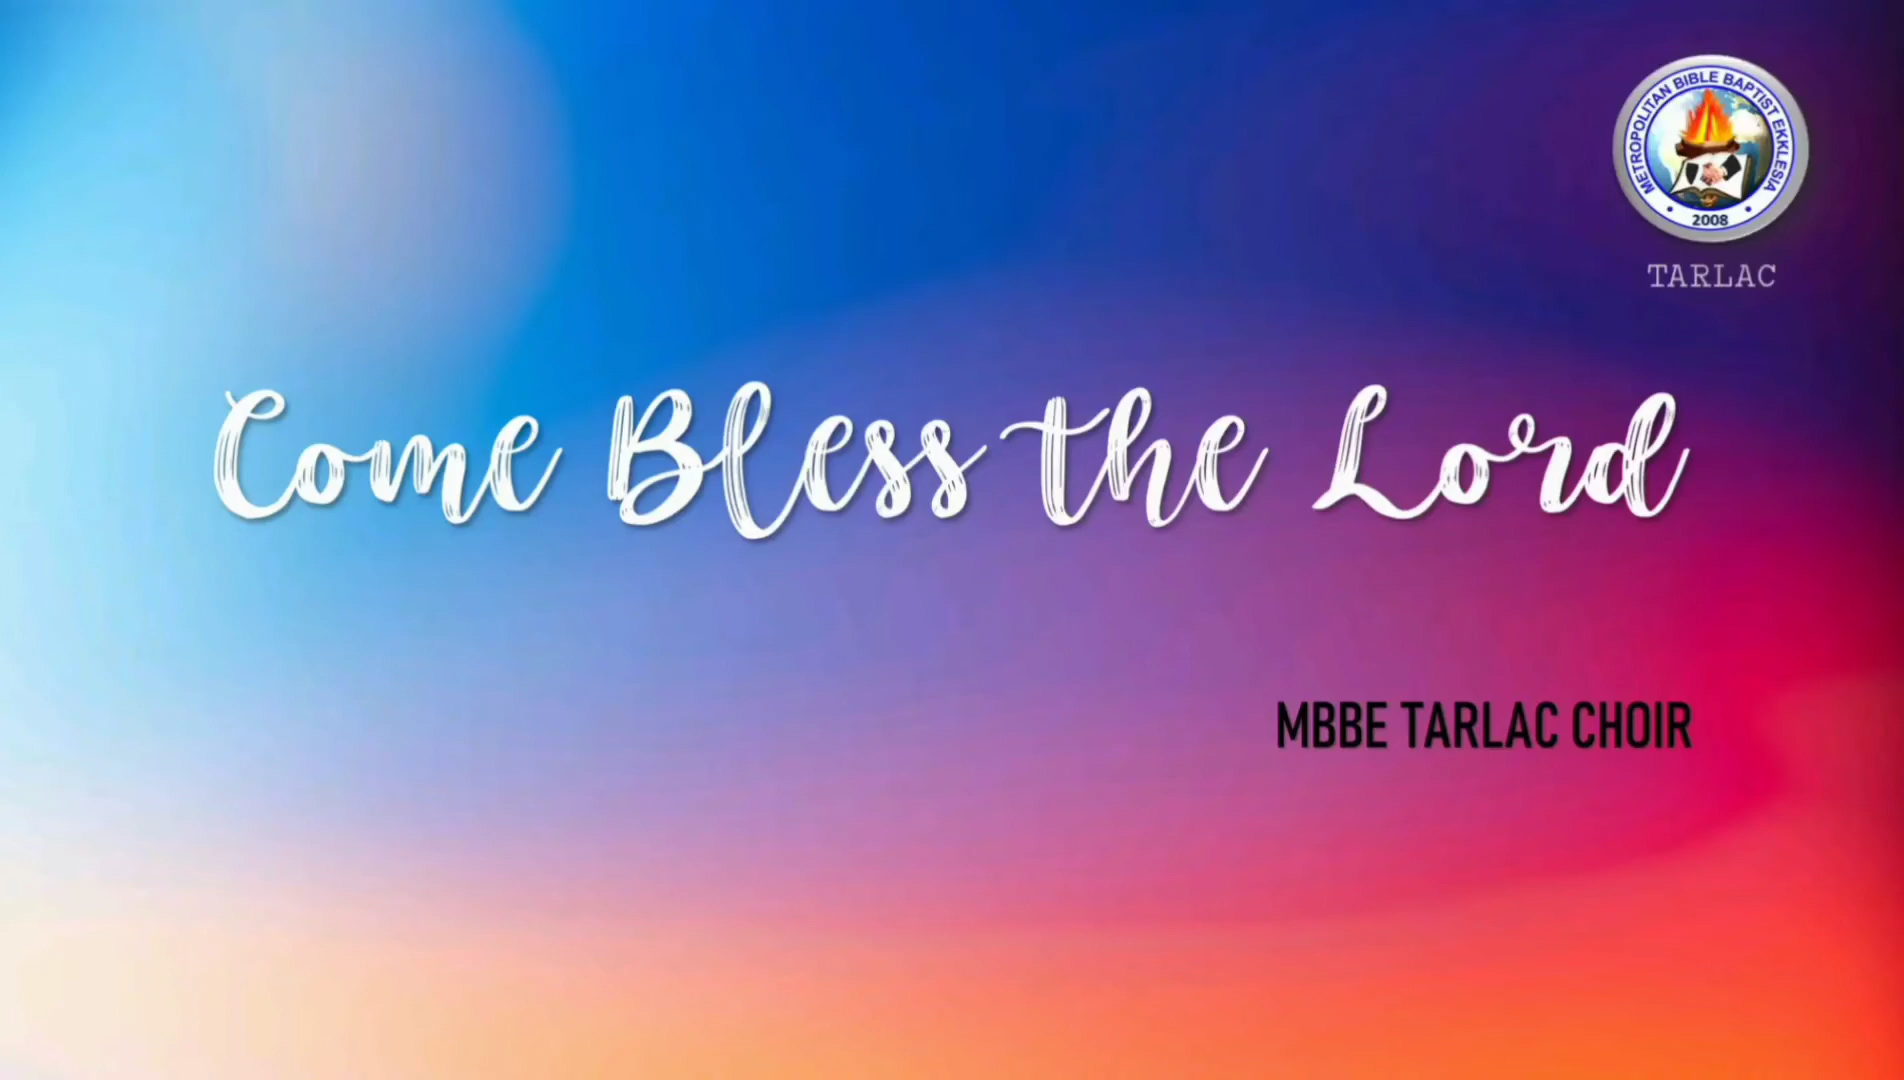 METROPOLITAN BIBLE BAPTIST EKKLESIA
2008
TARLAC
Come Bless the Lord
MBBE TARLAC CHOIR